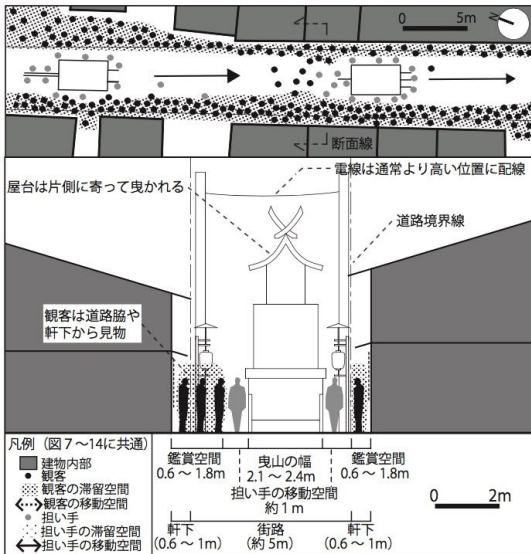 0 5m
断面線
屋台は片側に寄って曳かれる
電線は通常より高い位置に配線
道路境界線
観客は道路脇や
軒下から見物
凡例（図7～14に共通）
建物内部
観客
観客の滞留空間
観客の移動空間
担い手
担い手の滞留空間
担い手の移動空間
鑑賞空間
0.6～1.8m
曳山の幅
2.1～2.4m
鑑賞空間
0.6～1.8m
担い手の移動空間
約1m
軒下
(0.6～1m)
街路
(約5m)
軒下
(0.6～1m)
0 2m